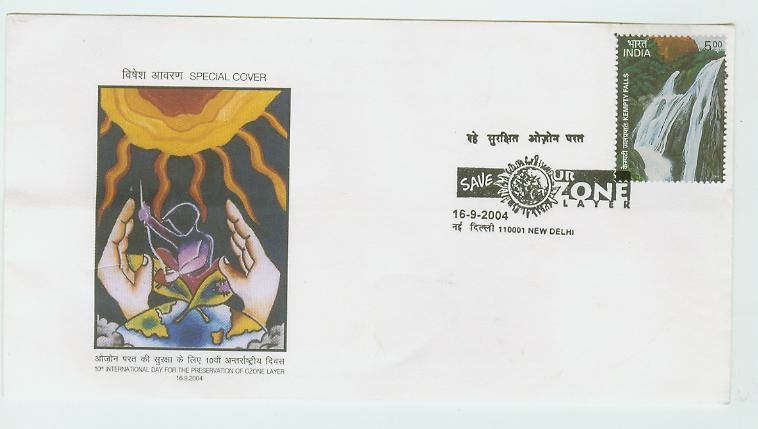 विशेष आवरण SPECIAL COVER
ओज़ोन परत की सुरक्षा के लिए 10वाँ अन्तर्राष्ट्रीय दिवस
10th INTERNATIONAL DAY FOR THE PRESERVATION OF OZONE LAYER
16.9.2004
रहे सुरक्षित ओज़ोन परत
SAVE OUR
OZONE
LAYER
16-9-2004
नई दिल्ली 110001 NEW DELHI
भारत 5.00
INDIA
केम्पटी जलप्रपात KEMPTY FALLS